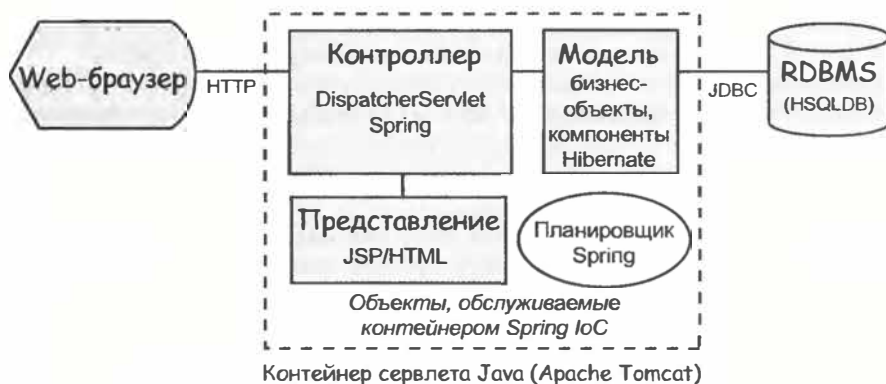 Web-браузер
HTTP
Контроллер
DispatcherServlet
Spring
Модель
бизнес-
объекты,
компоненты
Hibernate
JDBC
RDBMS
(HSQLDB)
Представление
JSP/HTML
Планировщик
Spring
Объекты, обслуживаемые
контейнером Spring IoC
Контейнер сервлета Java (Apache Tomcat)